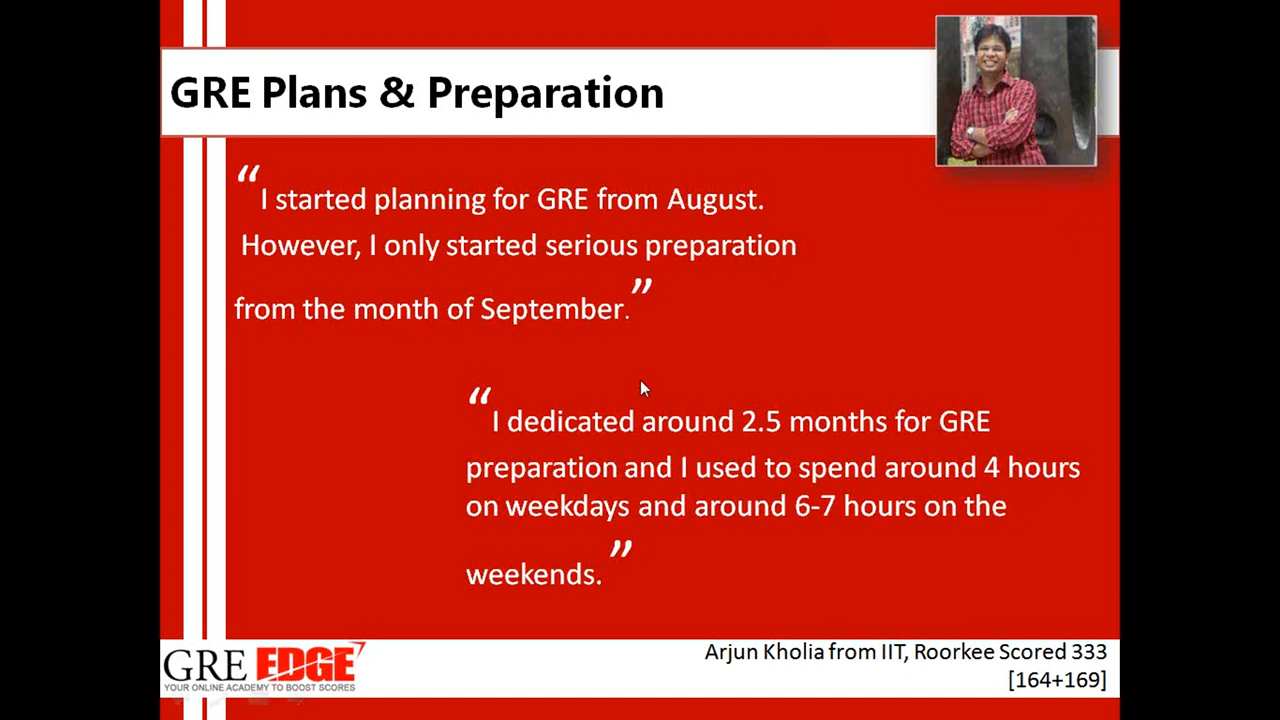 GRE Plans & Preparation
“I started planning for GRE from August.
However, I only started serious preparation
from the month of September.”
“I dedicated around 2.5 months for GRE
preparation and I used to spend around 4 hours
on weekdays and around 6-7 hours on the
weekends.”
GRE EDGE
YOUR ONLINE ACADEMY TO BOOST SCORES
Arjun Kholia from IIT, Roorkee Scored 333
[164+169]